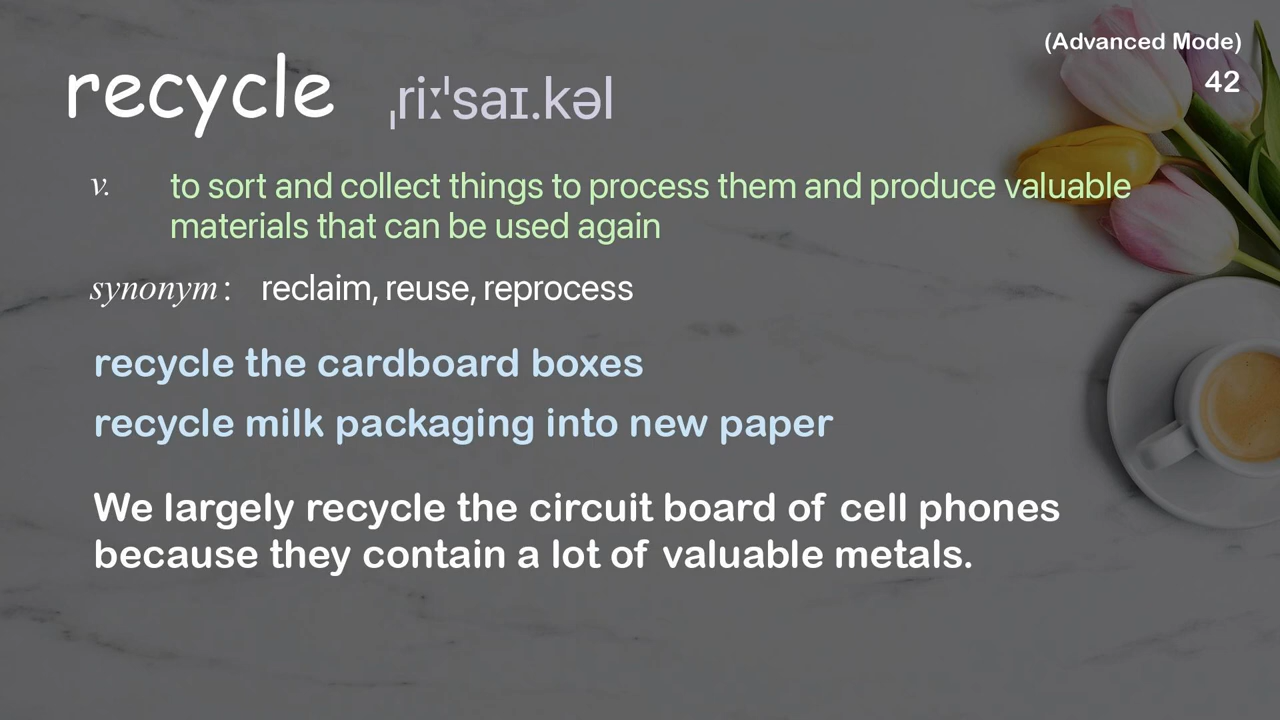 (Advanced Mode)
recycle ˌriːˈsaɪ.kəl
42
v. to sort and collect things to process them and produce valuable
materials that can be used again
synonym: reclaim, reuse, reprocess
recycle the cardboard boxes
recycle milk packaging into new paper
We largely recycle the circuit board of cell phones
because they contain a lot of valuable metals.